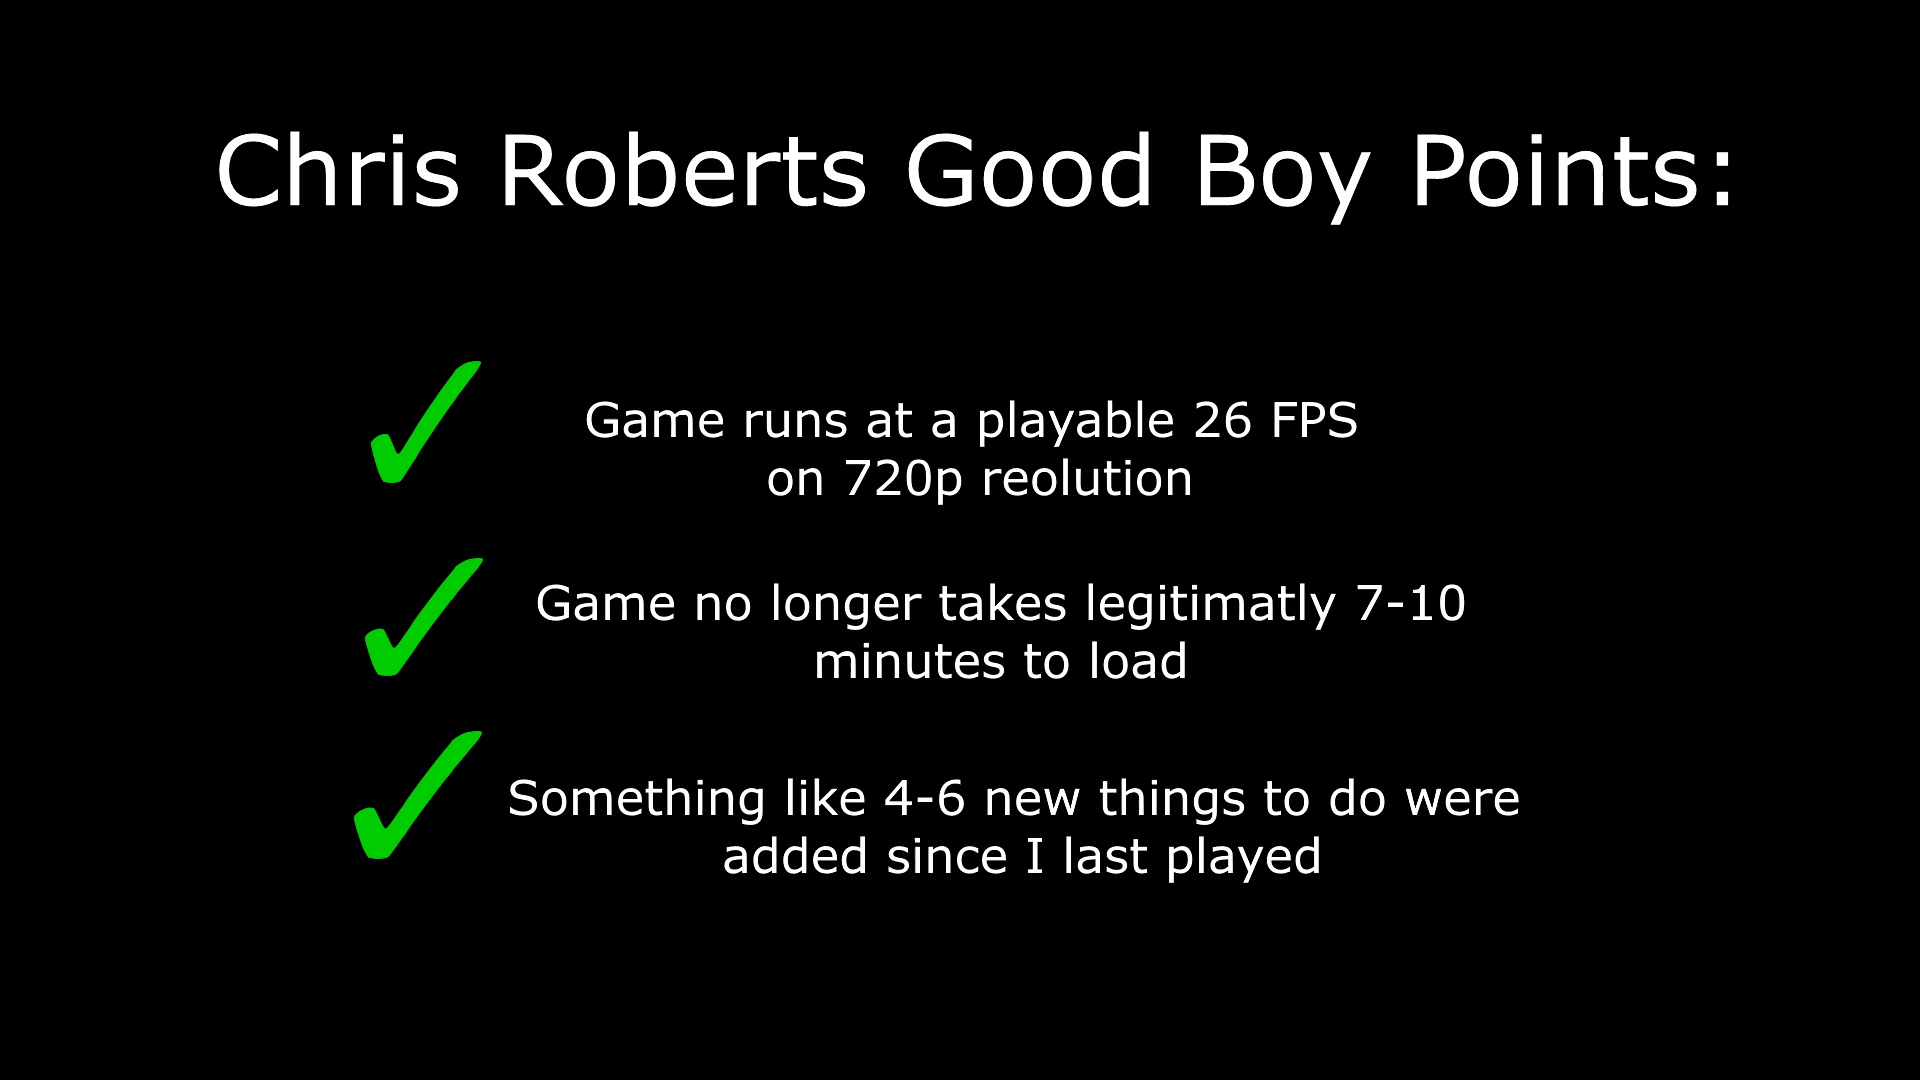 Chris Roberts Good Boy Points:
Game runs at a playable 26 FPS
on 720p reolution
Game no longer takes legitimatly 7-10
minutes to load
Something like 4-6 new things to do were
added since I last played